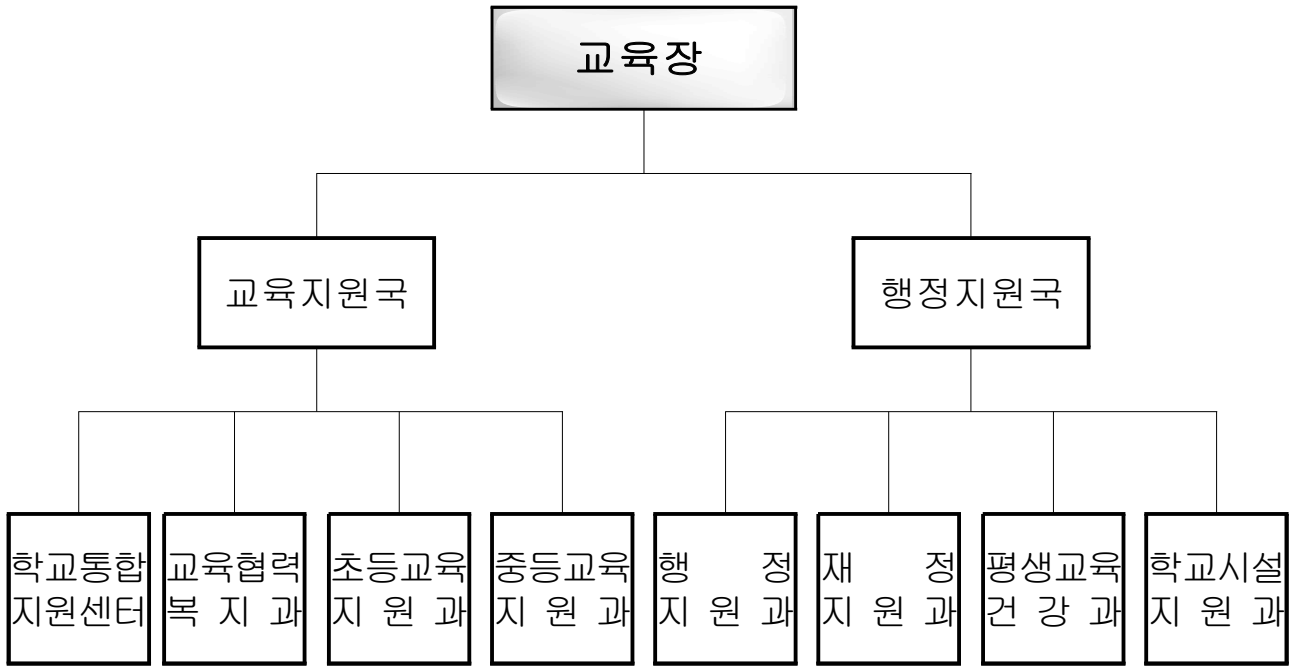 교육장
교육지원국
행정지원국
학교통합
지원센터
교육협력
복 지 과
초등교육
지 원 과
중등교육
지 원 과
행 정
지 원 과
재 정
지 원 과
평생교육
건 강 과
학교시설
지 원 과